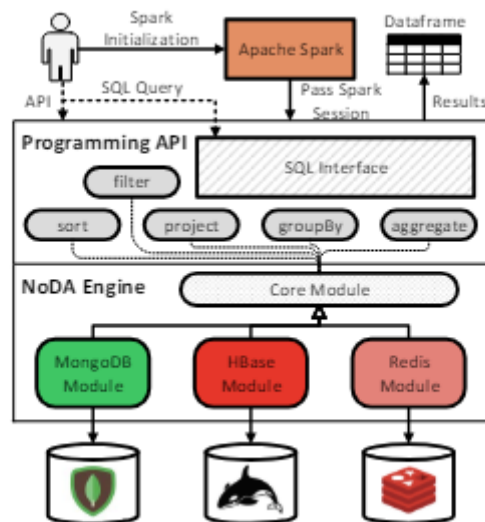 Spark
Initialization
Apache Spark
Dataframe
API
SQL Query
Pass Spark
Session
Results
Programming API
SQL Interface
filter
sort
project
groupBy
aggregate
NoDA Engine
Core Module
MongoDB
Module
HBase
Module
Redis
Module